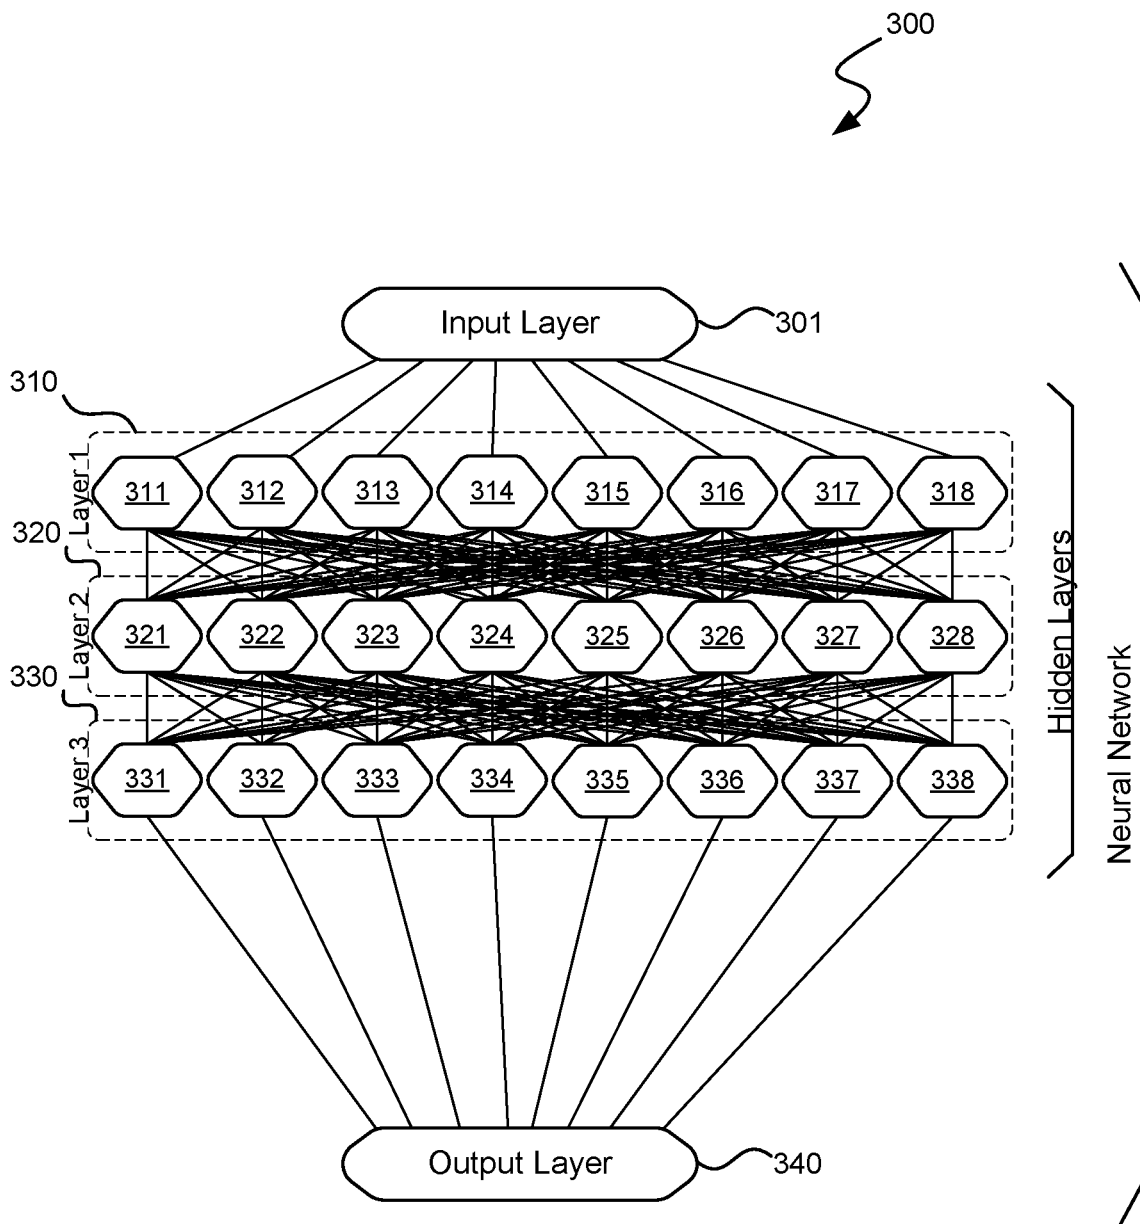 300
Input Layer
301
310
Layer 1
311 312 313 314 315 316 317 318
320
Layer 2
321 322 323 324 325 326 327 328
330
Layer 3
331 332 333 334 335 336 337 338
Hidden Layers
Neural Network
Output Layer
340